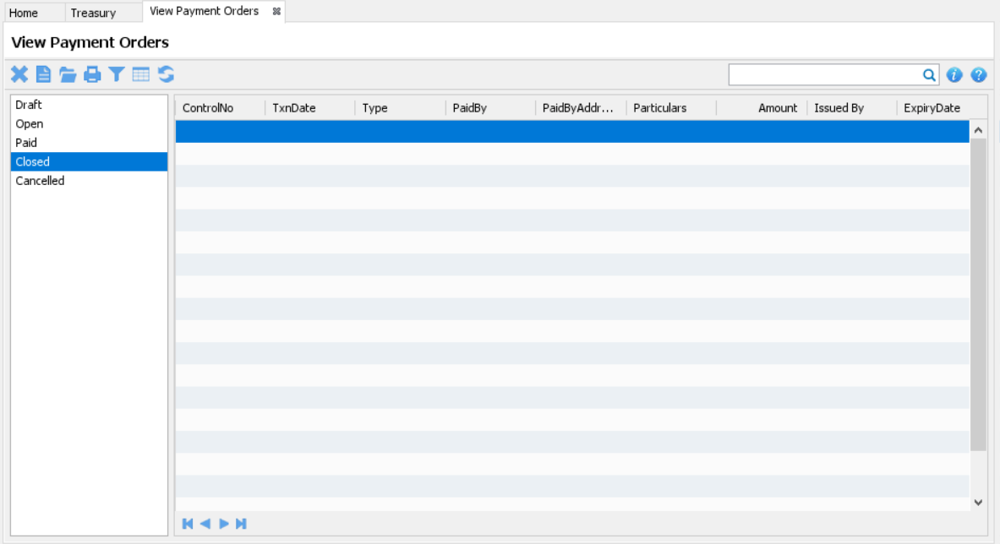 Home Treasury View Payment Orders
View Payment Orders
Draft
Open
Paid
Closed
Cancelled
ControlNo TxnDate Type PaidBy PaidByAddr... Particulars Amount Issued By ExpiryDate